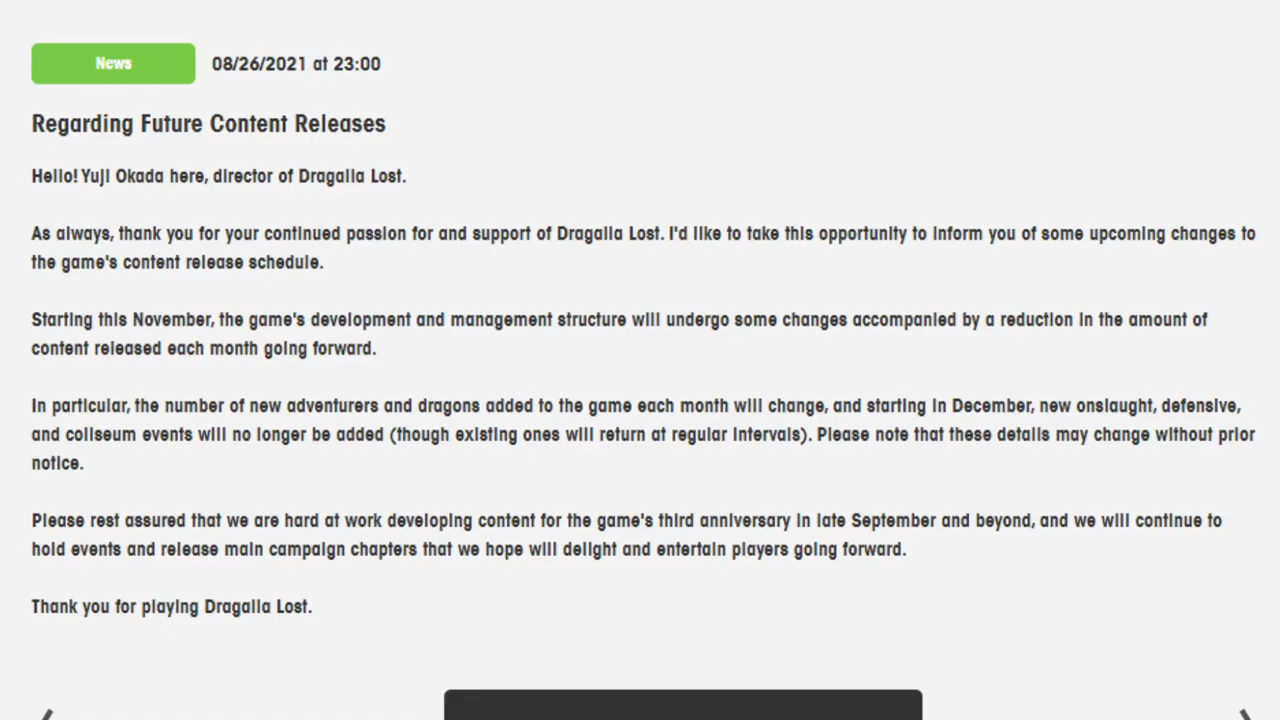 News 08/26/2021 at 23:00
Regarding Future Content Releases
Hello! Yuji Okada here, director of Dragalia Lost.
As always, thank you for your continued passion for and support of Dragalia Lost. I'd like to take this opportunity to inform you of some upcoming changes to
the game's content release schedule.
Starting this November, the game's development and management structure will undergo some changes accompanied by a reduction in the amount of
content released each month going forward.
In particular, the number of new adventurers and dragons added to the game each month will change, and starting in December, new onslaught, defensive,
and coliseum events will no longer be added (though existing ones will return at regular intervals). Please note that these details may change without prior
notice.
Please rest assured that we are hard at work developing content for the game's third anniversary in late September and beyond, and we will continue to
hold events and release main campaign chapters that we hope will delight and entertain players going forward.
Thank you for playing Dragalia Lost.